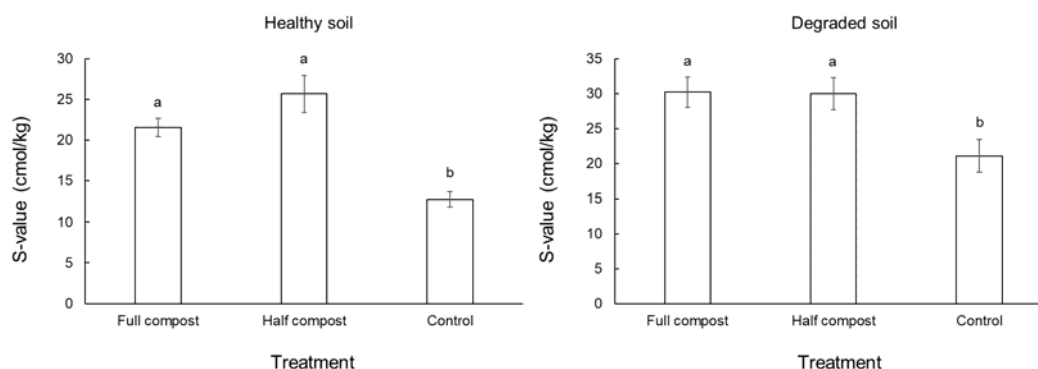 Healthy soil
S-value (cmol/kg)
30
25
20
15
10
5
0
a
a
b
Full compost
Half compost
Control
Treatment
Degraded soil
S-value (cmol/kg)
35
30
25
20
15
10
5
0
a
a
b
Full compost
Half compost
Control
Treatment